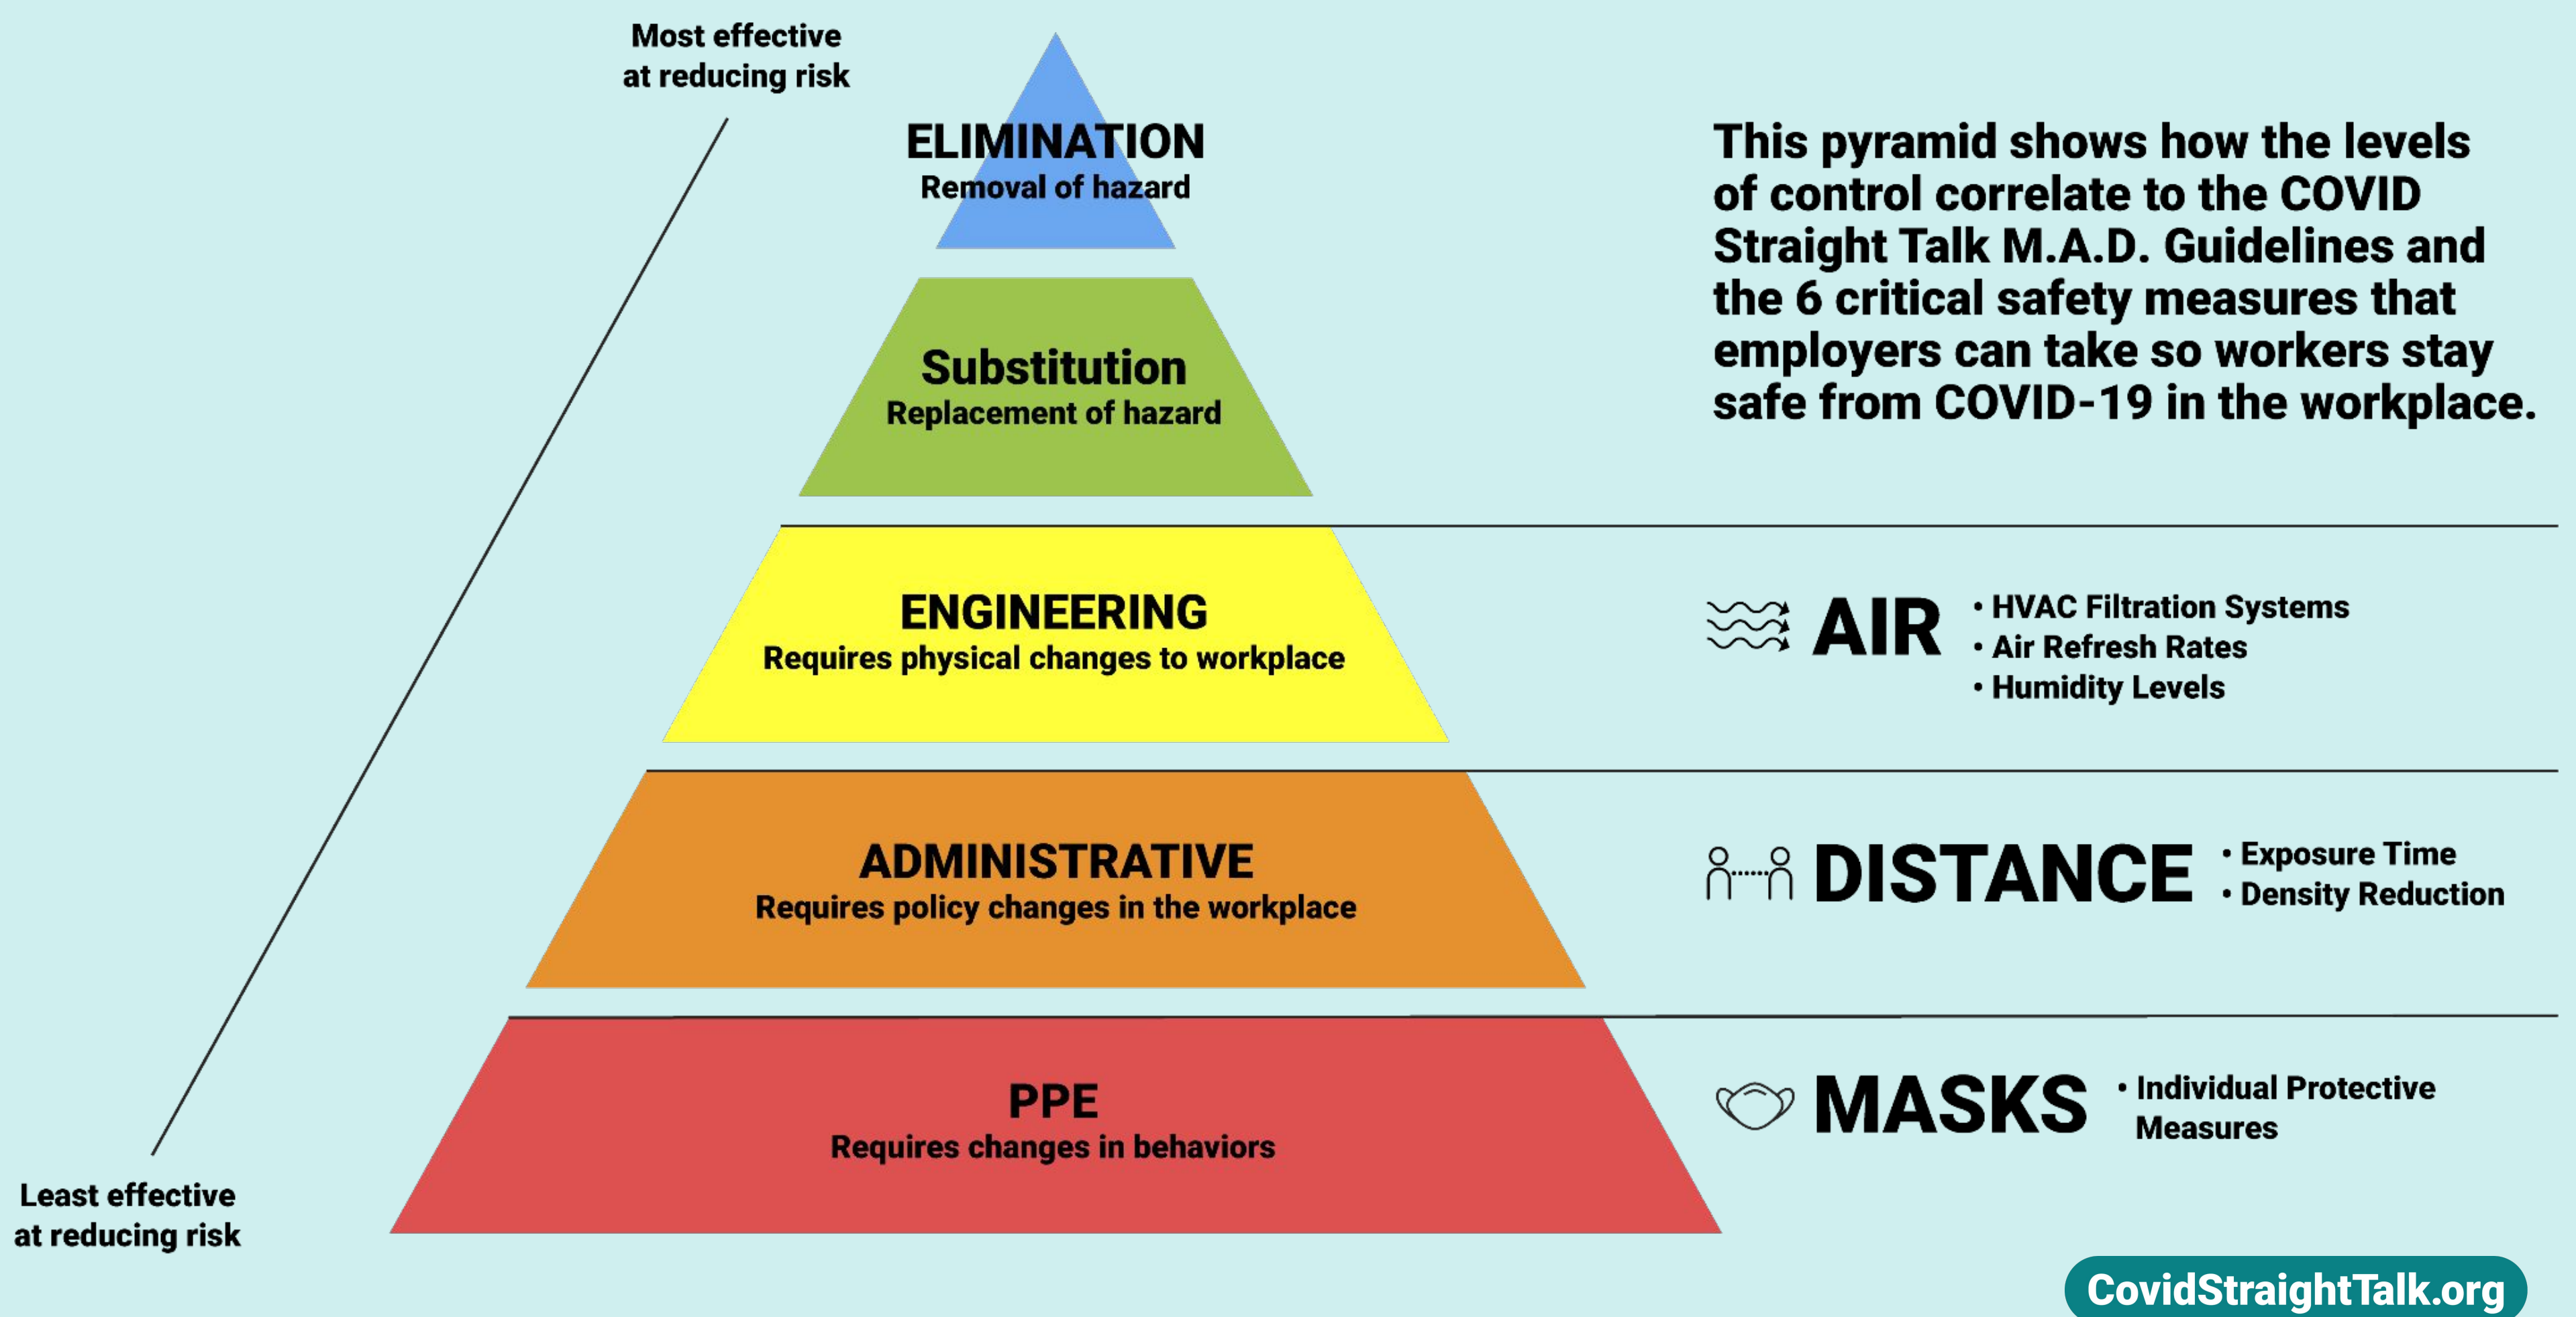 Most effective
at reducing risk
ELIMINATION
Removal of hazard
This pyramid shows how the levels
of control correlate to the COVID
Straight Talk M.A.D. Guidelines and
the 6 critical safety measures that
employers can take so workers stay
safe from COVID-19 in the workplace.
Substitution
Replacement of hazard
ENGINEERING
Requires physical changes to workplace
AIR
• HVAC Filtration Systems
• Air Refresh Rates
• Humidity Levels
ADMINISTRATIVE
Requires policy changes in the workplace
DISTANCE
• Exposure Time
• Density Reduction
PPE
Requires changes in behaviors
MASKS
• Individual Protective
Measures
Least effective
at reducing risk
CovidStraightTalk.org